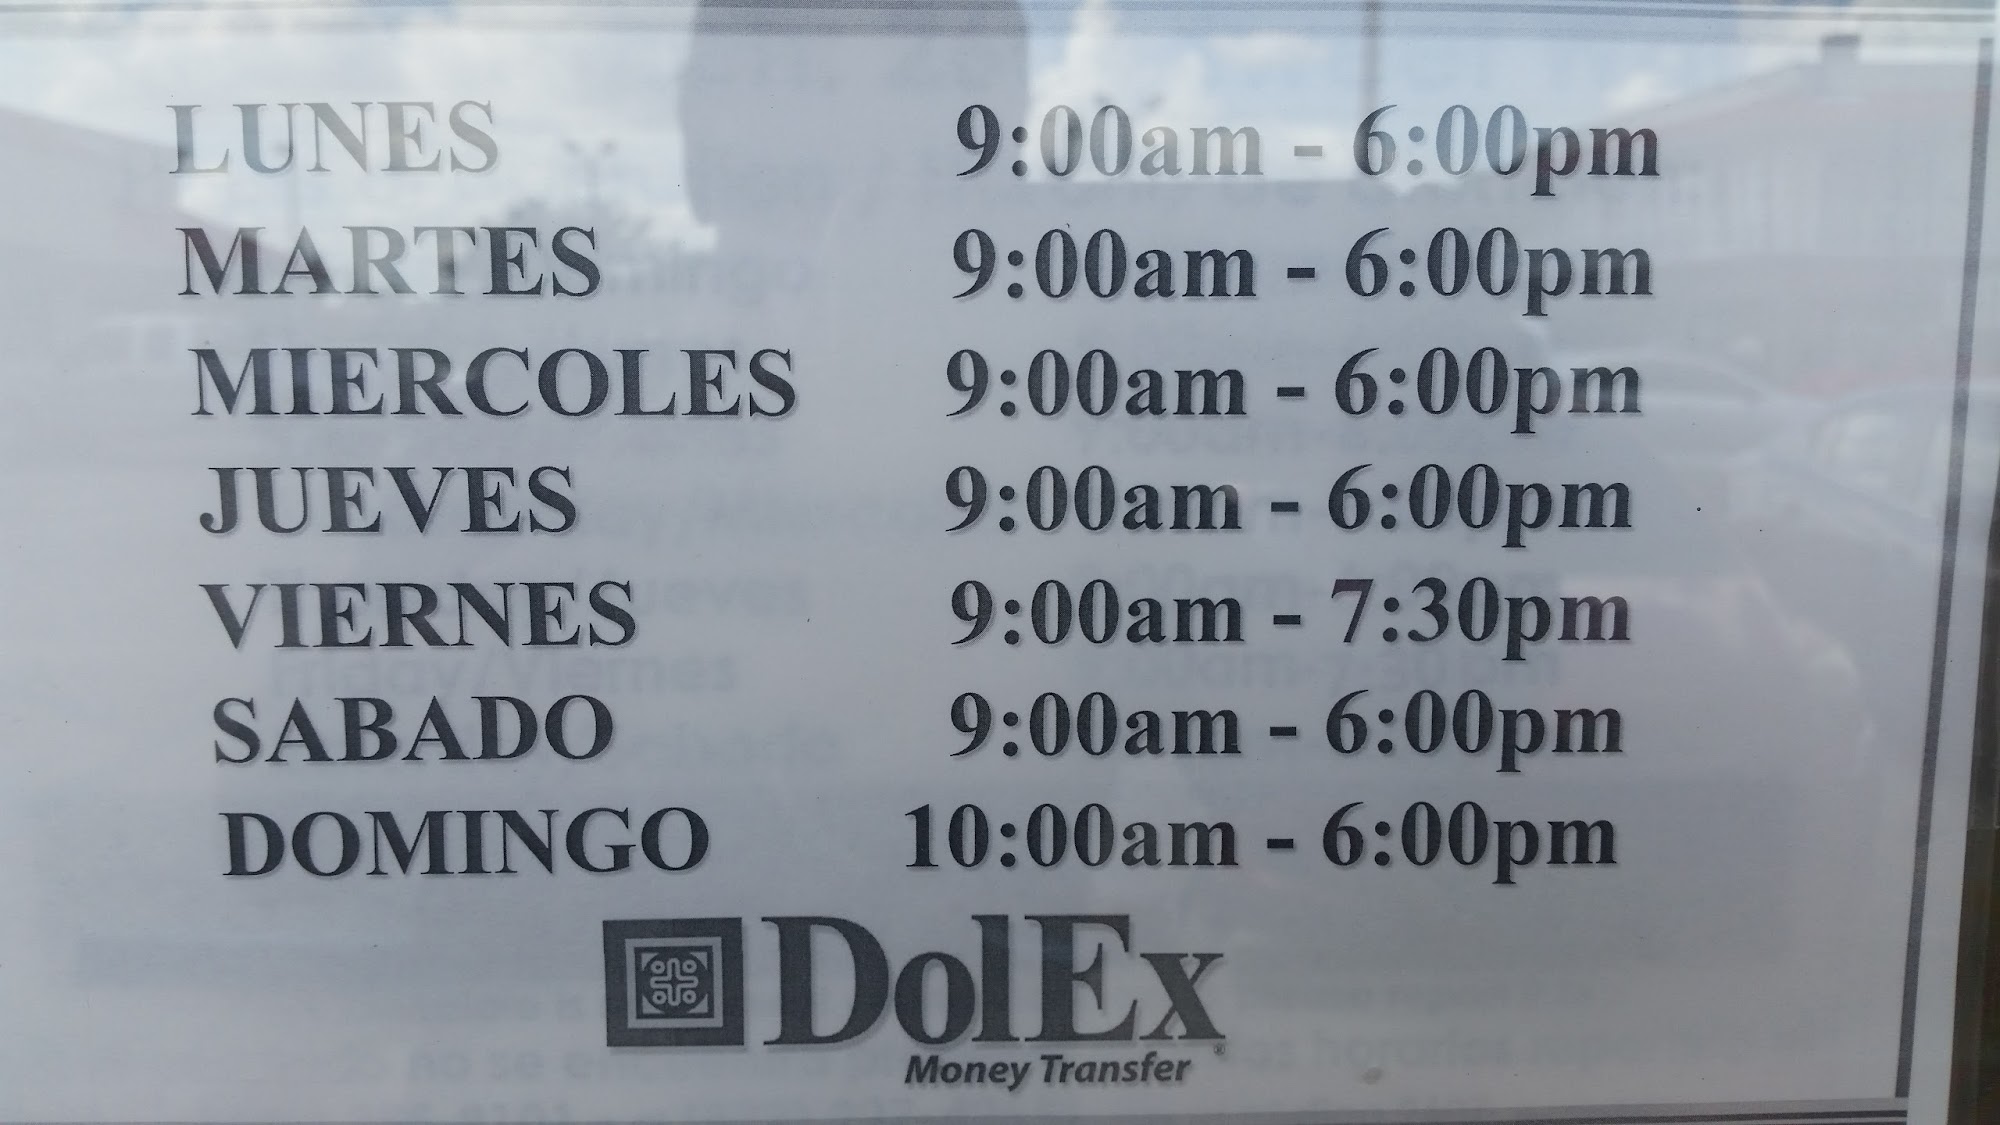 LUNES 9:00am - 6:00pm
MARTES 9:00am - 6:00pm
MIERCOLES 9:00am - 6:00pm
JUEVES 9:00am - 6:00pm
VIERNES 9:00am - 7:30pm
SABADO 9:00am - 6:00pm
DOMINGO 10:00am - 6:00pm
DolEx®
Money Transfer